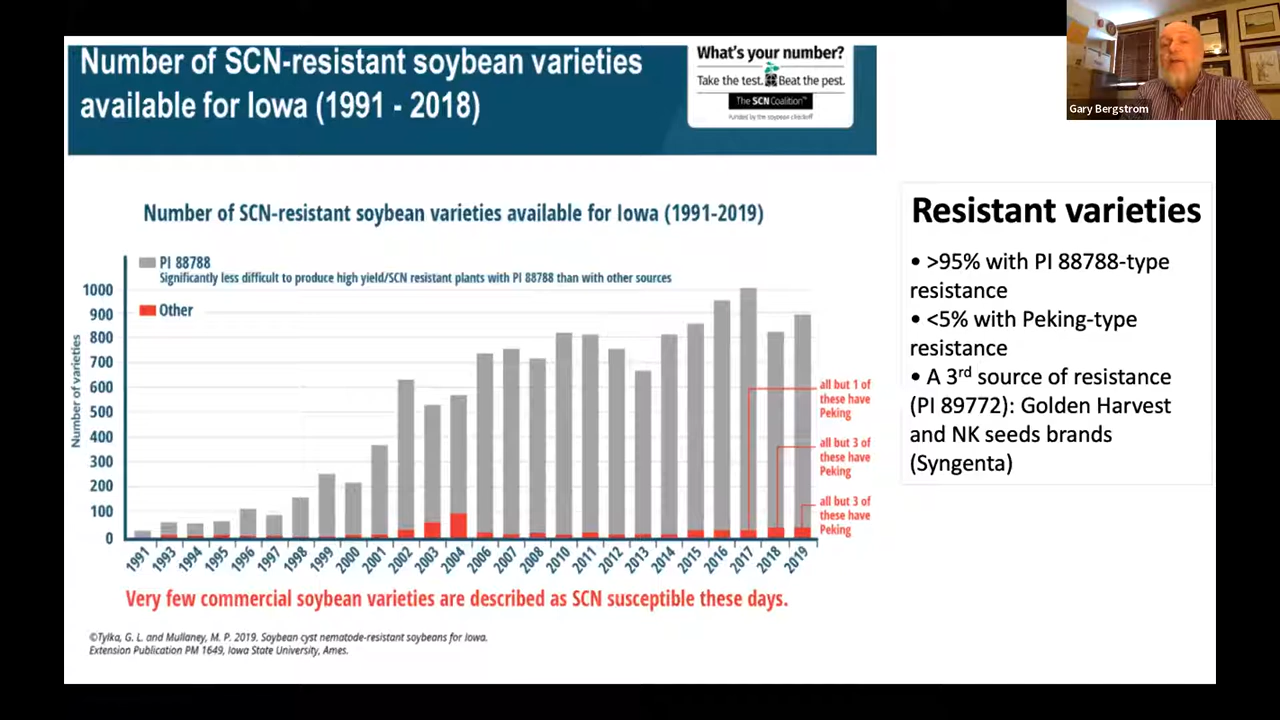 Number of SCN-resistant soybean varieties
available for Iowa (1991 - 2018)
What's your number?
Take the test. Beat the pest.
The SCN Coalition™
Funded by the soybean checkoff
Gary Bergstrom
Number of SCN-resistant soybean varieties available for Iowa (1991-2019)
PI 88788
Significantly less difficult to produce high yield/SCN resistant plants with PI 88788 than with other sources
Other
Number of varieties
1000
900
800
700
600
500
400
300
200
100
0
all but 1 of
these have
Peking
all but 3 of
these have
Peking
all but 3 of
these have
Peking
1991
1993
1994
1995
1996
1997
1998
1999
2000
2001
2002
2003
2004
2006
2007
2008
2010
2011
2012
2013
2014
2015
2016
2017
2018
2019
Very few commercial soybean varieties are described as SCN susceptible these days.
©Tylka, G. L. and Mullaney, M. P. 2019. Soybean cyst nematode-resistant soybeans for Iowa.
Extension Publication PM 1649, Iowa State University, Ames.
Resistant varieties
• >95% with PI 88788-type
resistance
• <5% with Peking-type
resistance
• A 3rd source of resistance
(PI 89772): Golden Harvest
and NK seeds brands
(Syngenta)